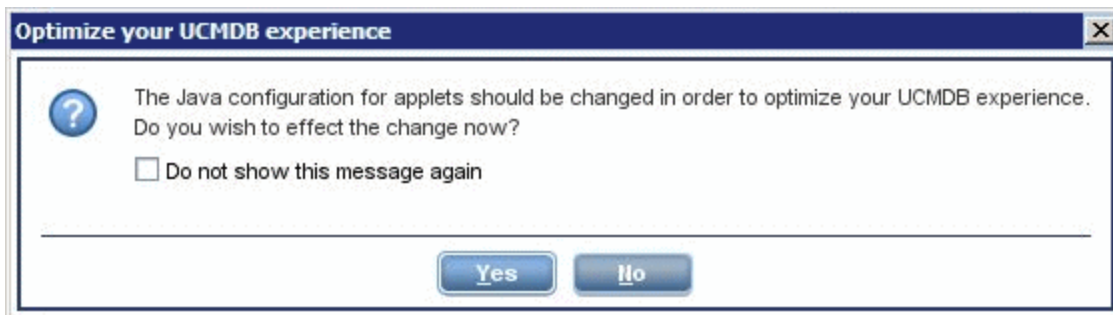 Optimize your UCMDB experience
The Java configuration for applets should be changed in order to optimize your UCMDB experience.
Do you wish to effect the change now?
Do not show this message again
Yes No